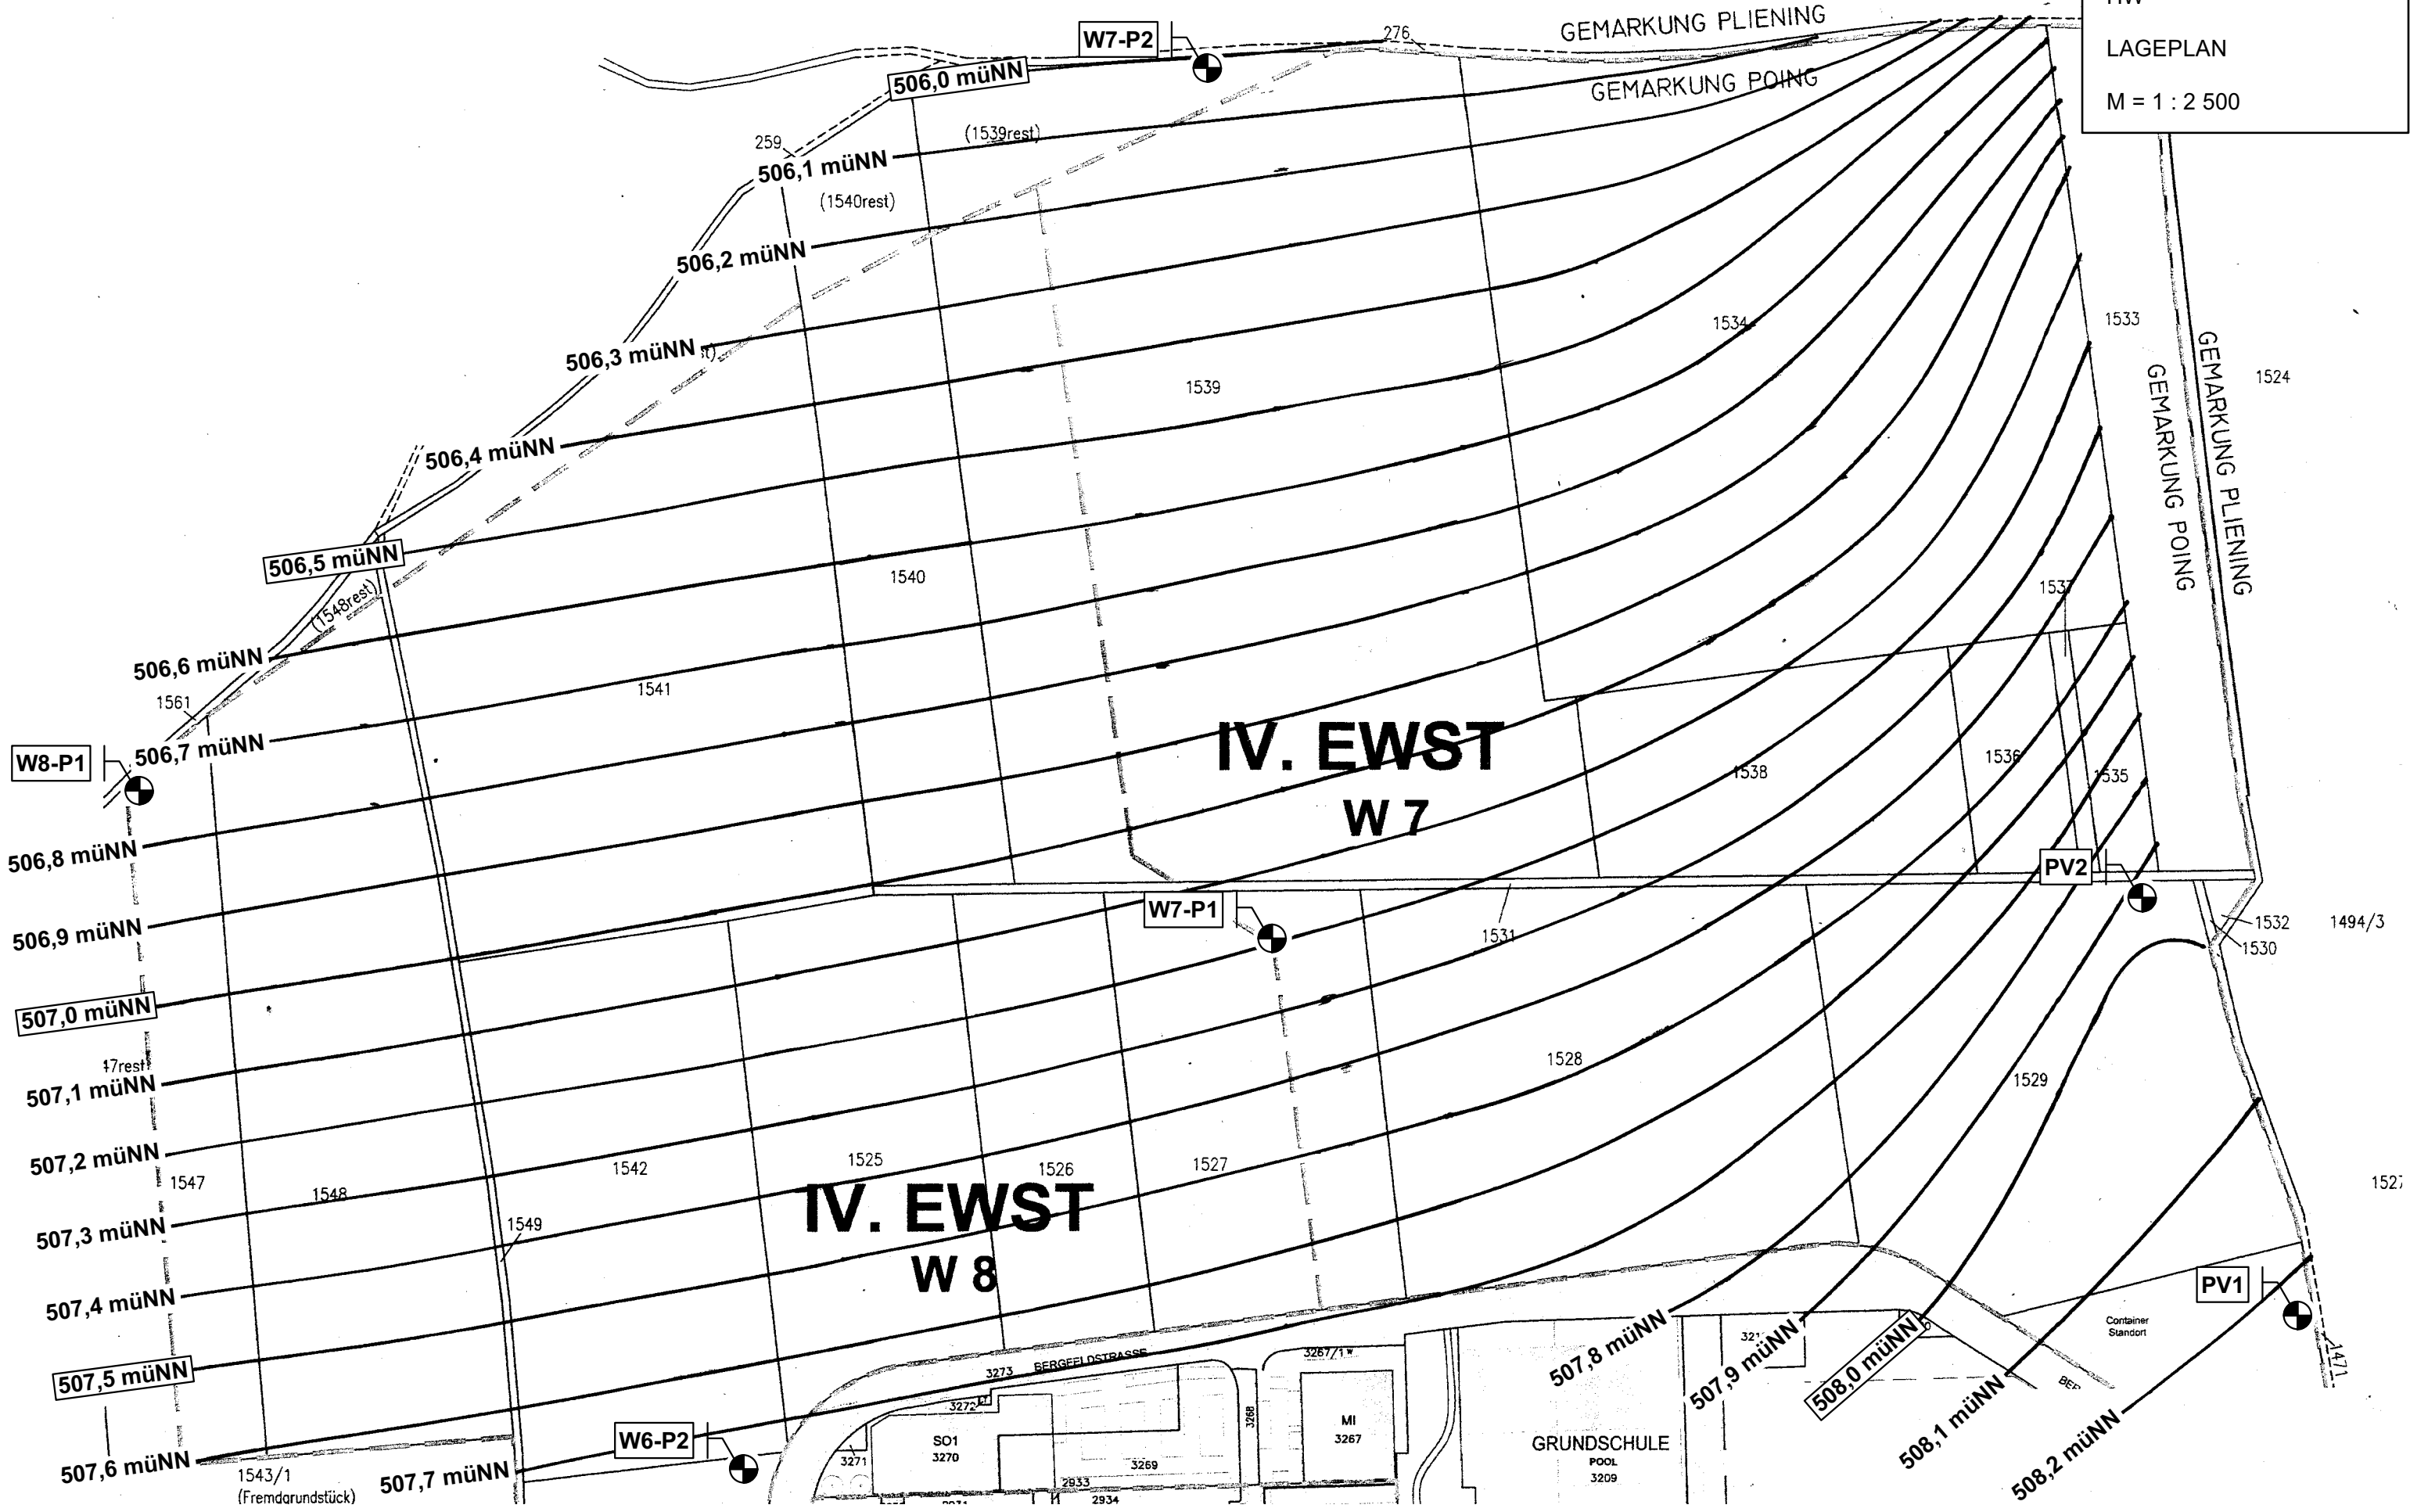 HW
LAGEPLAN
M = 1 : 2 500
GEMARKUNG PLIENING
276
W7-P2
506,0 müNN
GEMARKUNG POING
(1539rest)
259
506,1 müNN
(1540rest)
506,2 müNN
506,3 müNN
1534
1533
GEMARKUNG PLIENING
GEMARKUNG POING
1524
1539
506,4 müNN
506,5 müNN
1540
(1548rest)
1537
506,6 müNN
1541
1561
506,7 müNN
W8-P1
IV. EWST
W 7
1538
1536
1535
506,8 müNN
PV2
W7-P1
506,9 müNN
1531
1532
1494/3
1530
507,0 müNN
47rest
1528
1529
507,1 müNN
507,2 müNN
1547
1548
1542
1525
1526
1527
IV. EWST
W 8
1549
507,3 müNN
507,4 müNN
PV1
507,5 müNN
3273
BERGFELDSTRASSE
3267/1
507,8 müNN
507,9 müNN
508,0 müNN
508,1 müNN
508,2 müNN
Container
Standort
1471
3272
3268
MI
3267
W6-P2
SO1
3270
3271
3269
GRUNDSCHULE
POOL
3209
507,6 müNN
1543/1
(Fremdgrundstück)
507,7 müNN
2933
2934
2931